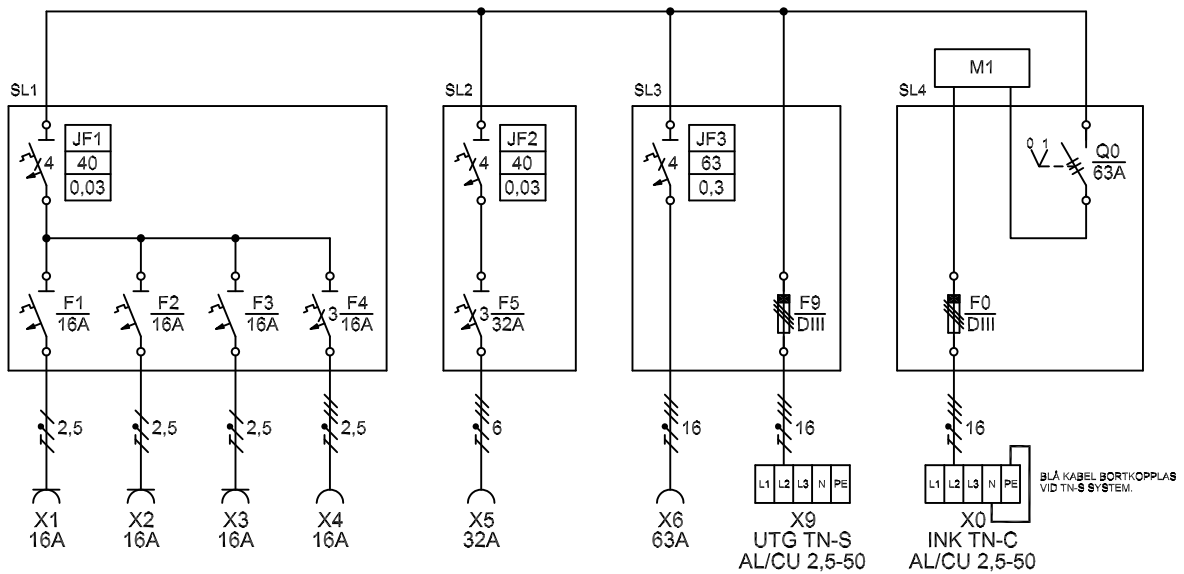 M1
SL1
SL2
SL3
SL4
JF1
40
0,03
4
JF2
40
0,03
4
JF3
63
0,3
4
0 1
Q0
63A
F1
16A
F2
16A
F3
16A
3
F4
16A
3
F5
32A
F9
DIII
F0
DIII
2,5
2,5
2,5
2,5
6
16
16
16
L1 L2 L3 N PE
L1 L2 L3 N PE
BLÅ KABEL BORTKOPPLAS
VID TN-S SYSTEM.
X1
16A
X2
16A
X3
16A
X4
16A
X5
32A
X6
63A
X9
UTG TN-S
AL/CU 2,5-50
X0
INK TN-C
AL/CU 2,5-50